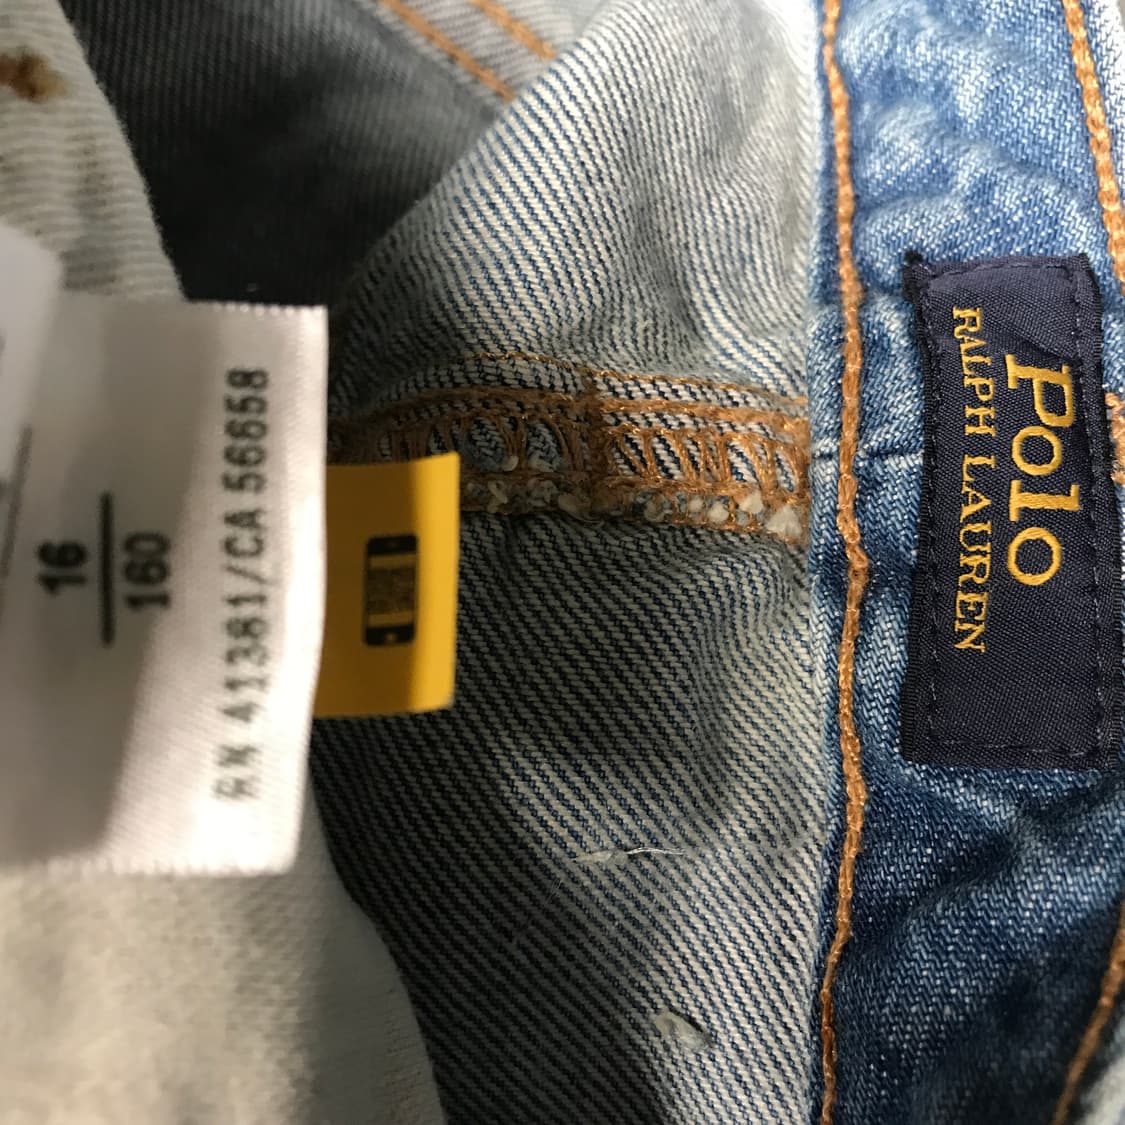 16
160
RN 41381/CA 56658
Polo
RALPH LAUREN